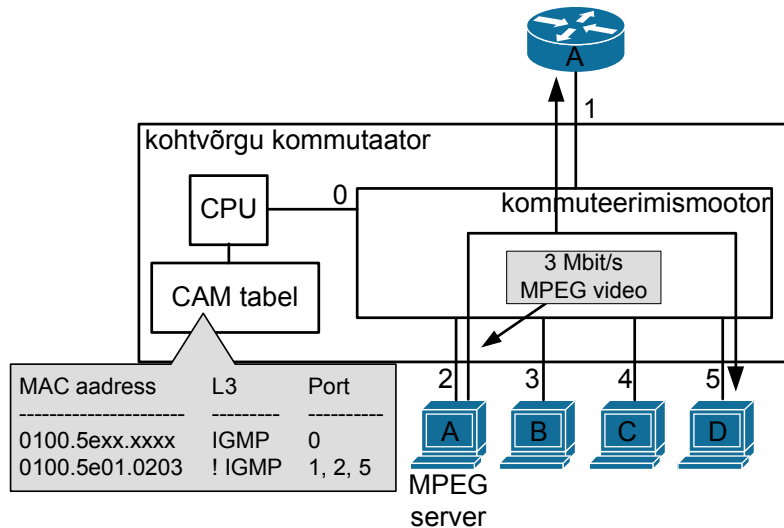 A
1
kohtvõrgu kommutaator
CPU
0
kommuteerimismootor
CAM tabel
3 Mbit/s
MPEG video
MAC aadress L3 Port
---------------------- --------- ----------
0100.5exx.xxxx IGMP 0
0100.5e01.0203 ! IGMP 1, 2, 5
2 3 4 5
A B C D
MPEG
server